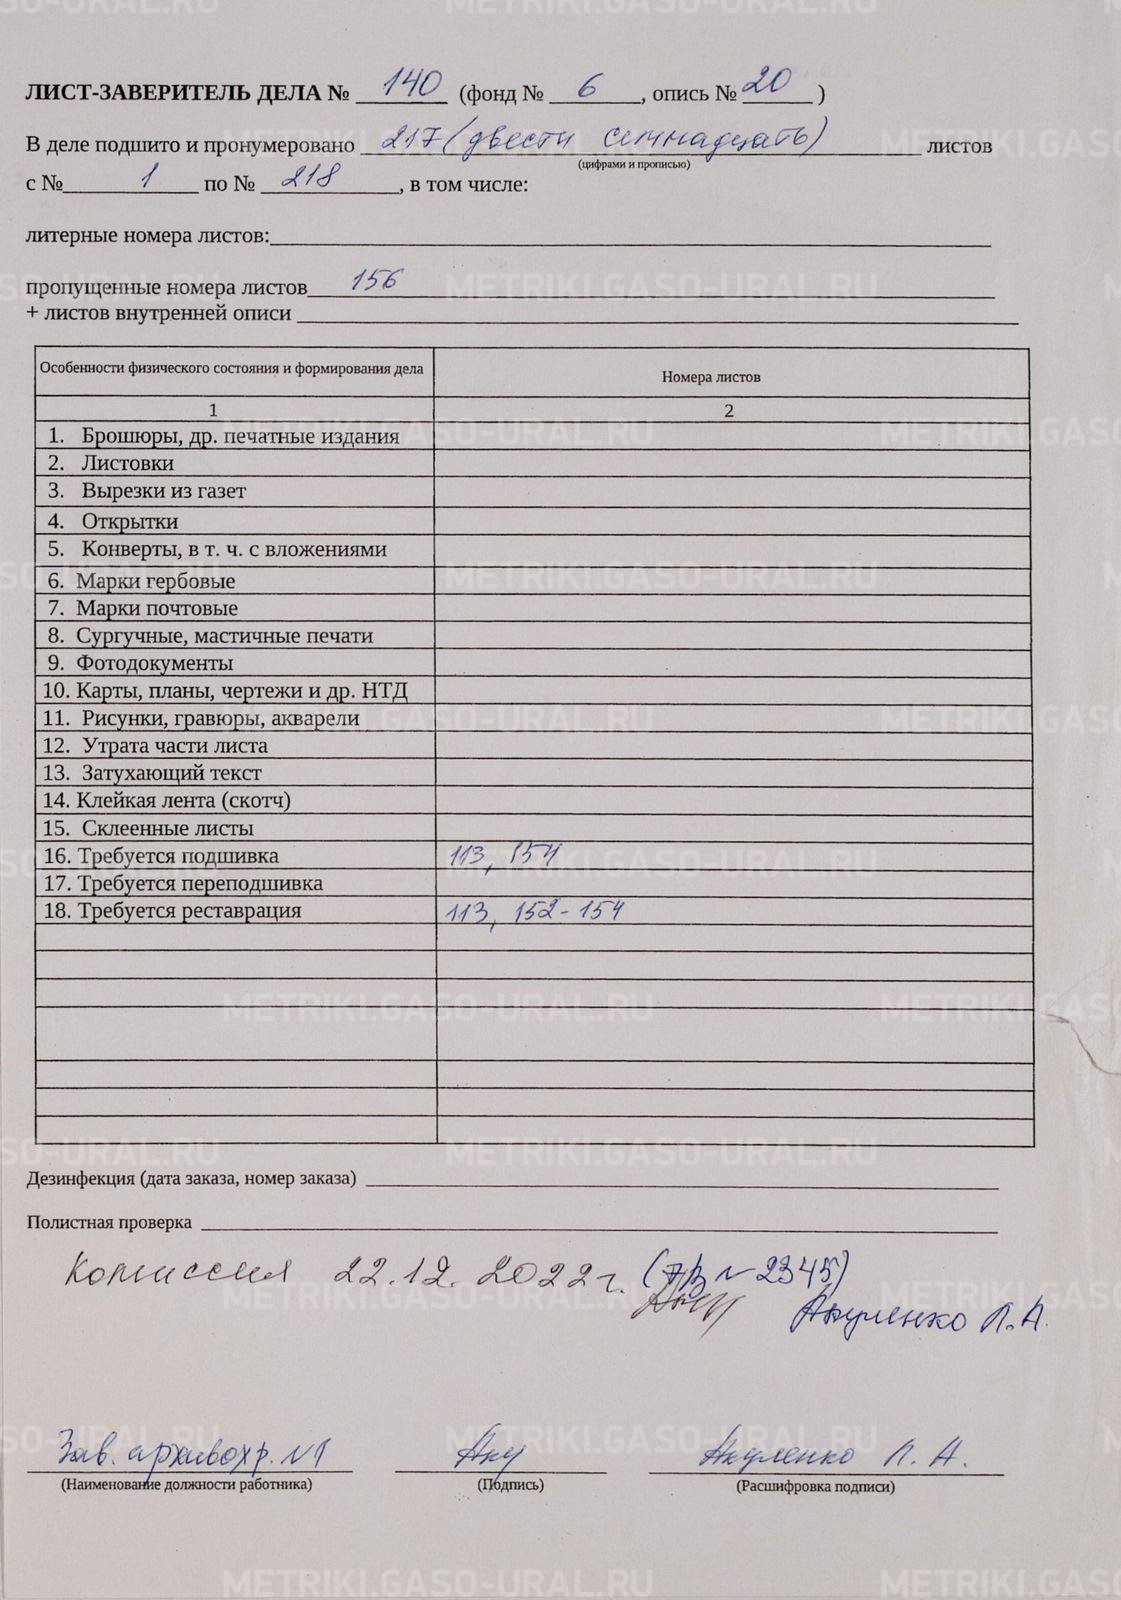 ЛИСТ-ЗАВЕРИТЕЛЬ ДЕЛА № 140 (фонд № 6, опись № 20)
В деле подшито и пронумеровано 217 (двести семнадцать) листов
(цифрами и прописью)
с № 1 по № 218, в том числе:
литерные номера листов:
пропущенные номера листов 156
+ листов внутренней описи
Особенности физического состояния и формирования дела Номера листов
1 2
1. Брошюры, др. печатные издания
2. Листовки
3. Вырезки из газет
4. Открытки
5. Конверты, в т. ч. с вложениями
6. Марки гербовые
7. Марки почтовые
8. Сургучные, мастичные печати
9. Фотодокументы
10. Карты, планы, чертежи и др. НТД
11. Рисунки, гравюры, акварели
12. Утрата части листа
13. Затухающий текст
14. Клейкая лента (скотч)
15. Склеенные листы
16. Требуется подшивка 113, 154
17. Требуется переподшивка
18. Требуется реставрация 113, 152-154
Дезинфекция (дата заказа, номер заказа)
Полистная проверка
Комиссия 22.12.2022г. 2345)
Акуленко Л.А.
Зав. архивохр. №1 Аку Акуленко Л. А.
(Наименование должности работника) (Подпись) (Расшифровка подписи)
METRIKI.GASO-URAL.RU